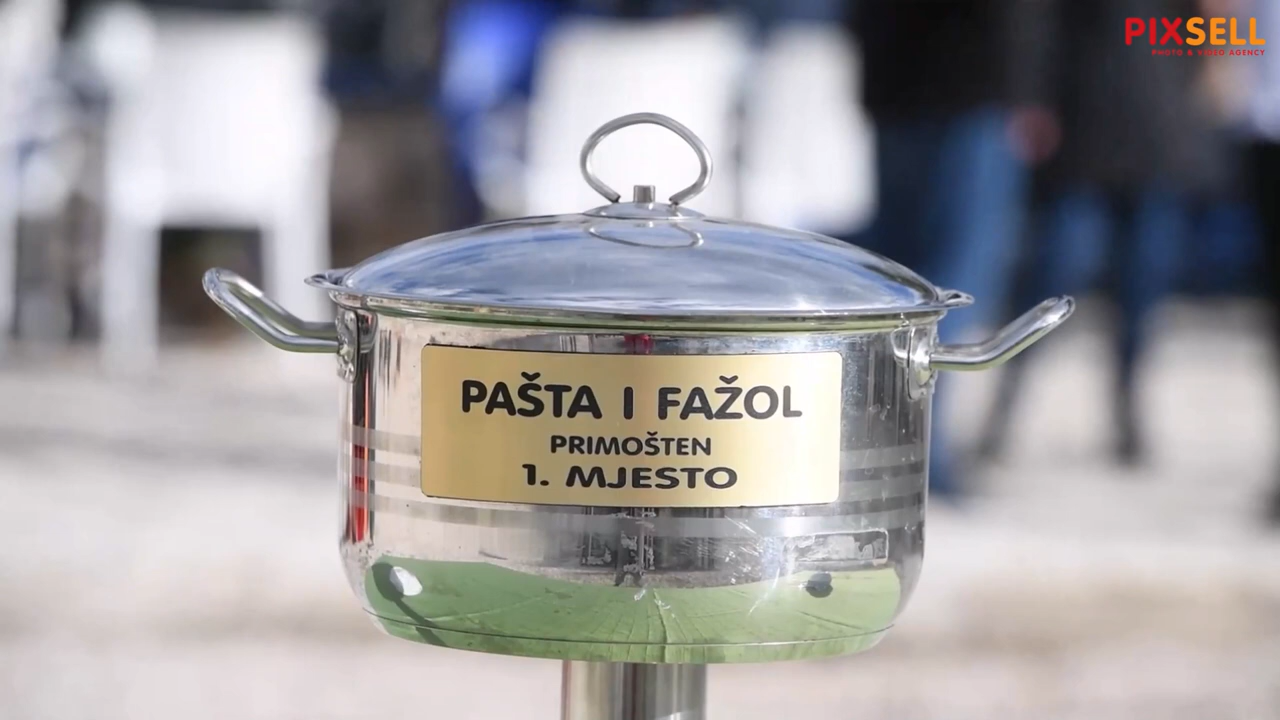 PIXSELL
PHOTO & VIDEO AGENCY
PAŠTA I FAŽOL
PRIMOŠTEN
1. MJESTO